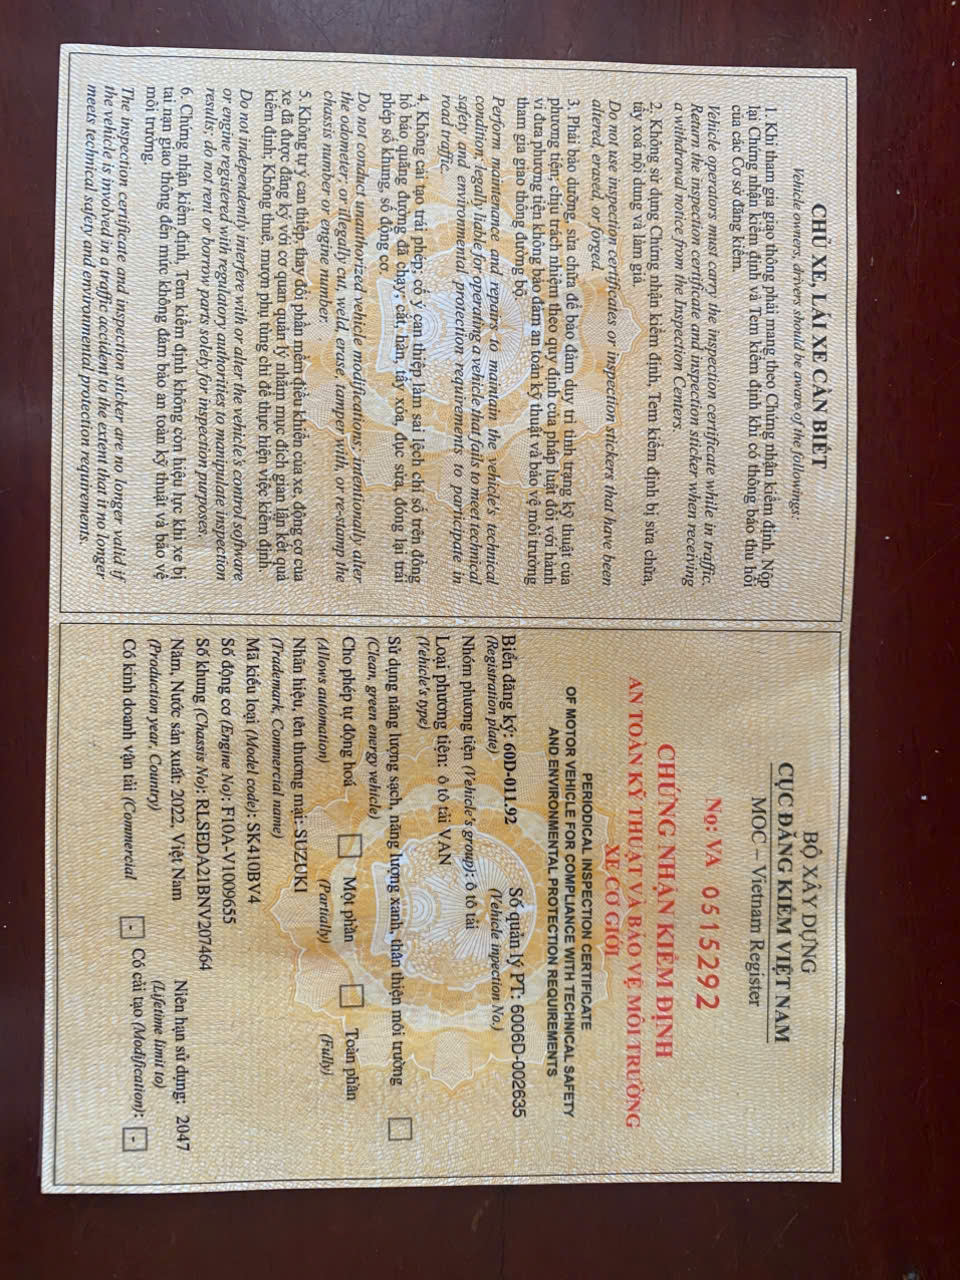 CHỦ XE, LÁI XE CẦN BIẾT
Vehicle owners, drivers should be aware of the followings:
1. Khi tham gia giao thông phải mang theo Chứng nhận kiểm định. Nộp
lại Chứng nhận kiểm định và Tem kiểm định khi có thông báo thu hồi
của các Cơ sở đăng kiểm.
Vehicle operators must carry the inspection certificate while in traffic.
Return the inspection certificate and inspection sticker when receiving
a withdrawal notice from the Inspection Centers.
2. Không sử dụng Chứng nhận kiểm định, Tem kiểm định bị sửa chữa,
tẩy xoá nội dung và làm giả.
Do not use inspection certificates or inspection stickers that have been
altered, erased, or forged.
3. Phải bảo dưỡng, sửa chữa để bảo đảm duy trì tình trạng kỹ thuật của
phương tiện; chịu trách nhiệm theo quy định của pháp luật đối với hành
vi đưa phương tiện không bảo đảm an toàn kỹ thuật và bảo vệ môi trường
tham gia giao thông đường bộ.
Perform maintenance and repairs to maintain the vehicle's technical
condition; legally liable for operating a vehicle that fails to meet technical
safety and environmental protection requirements to participate in
road traffic.
4. Không cải tạo trái phép; cố ý can thiệp làm sai lệch chỉ số trên đồng
hồ báo quãng đường đã chạy; cắt, hàn, tẩy xóa, đục sửa, đóng lại trái
phép số khung, số động cơ.
Do not conduct unauthorized vehicle modifications; intentionally alter
the odometer; or illegally cut, weld, erase, tamper with, or re-stamp the
chassis number or engine number.
5. Không tự ý can thiệp, thay đổi phần mềm điều khiển của xe, động cơ của
xe đã được đăng ký với cơ quan quản lý nhằm mục đích gian lận kết quả
kiểm định; Không thuê, mượn phụ tùng chỉ để thực hiện việc kiểm định.
Do not independently interfere with or alter the vehicle's control software
or engine registered with regulatory authorities to manipulate inspection
results; do not rent or borrow parts solely for inspection purposes.
6. Chứng nhận kiểm định, Tem kiểm định không còn hiệu lực khi xe bị
tai nạn giao thông đến mức không đảm bảo an toàn kỹ thuật và bảo vệ
môi trường.
The inspection certificate and inspection sticker are no longer valid if
the vehicle is involved in a traffic accident to the extent that it no longer
meets technical safety and environmental protection requirements.
BỘ XÂY DỰNG
CỤC ĐĂNG KIỂM VIỆT NAM
MOC – Vietnam Register
No: VA 0515292
CHỨNG NHẬN KIỂM ĐỊNH
AN TOÀN KỸ THUẬT VÀ BẢO VỆ MÔI TRƯỜNG
XE CƠ GIỚI
PERIODICAL INSPECTION CERTIFICATE
OF MOTOR VEHICLE FOR COMPLIANCE WITH TECHNICAL SAFETY
AND ENVIRONMENTAL PROTECTION REQUIREMENTS
Biển đăng ký: 60D-011.92 Số quản lý PT: 6006D-002635
(Registration plate) (Vehicle inpection No.)
Nhóm phương tiện (Vehicle's group): ô tô tải
Loại phương tiện: ô tô tải VAN
(Vehicle's type)
Sử dụng năng lượng sạch, năng lượng xanh, thân thiện môi trường
(Clean, green energy vehicle)
Cho phép tự động hoá Một phần Toàn phần
(Allows automation) (Partially) (Fully)
Nhãn hiệu, tên thương mại: SUZUKI
(Trademark, Commercial name)
Mã kiểu loại (Model code): SK410BV4
Số động cơ (Engine No): F10A-V1009655
Số khung (Chassis No): RLSEDA21BNV207464
Năm, Nước sản xuất: 2022, Việt Nam Niên hạn sử dụng: 2047
(Production year, Country) (Lifetime limit to)
Có kinh doanh vận tải (Commercial - Có cải tạo (Modification): -